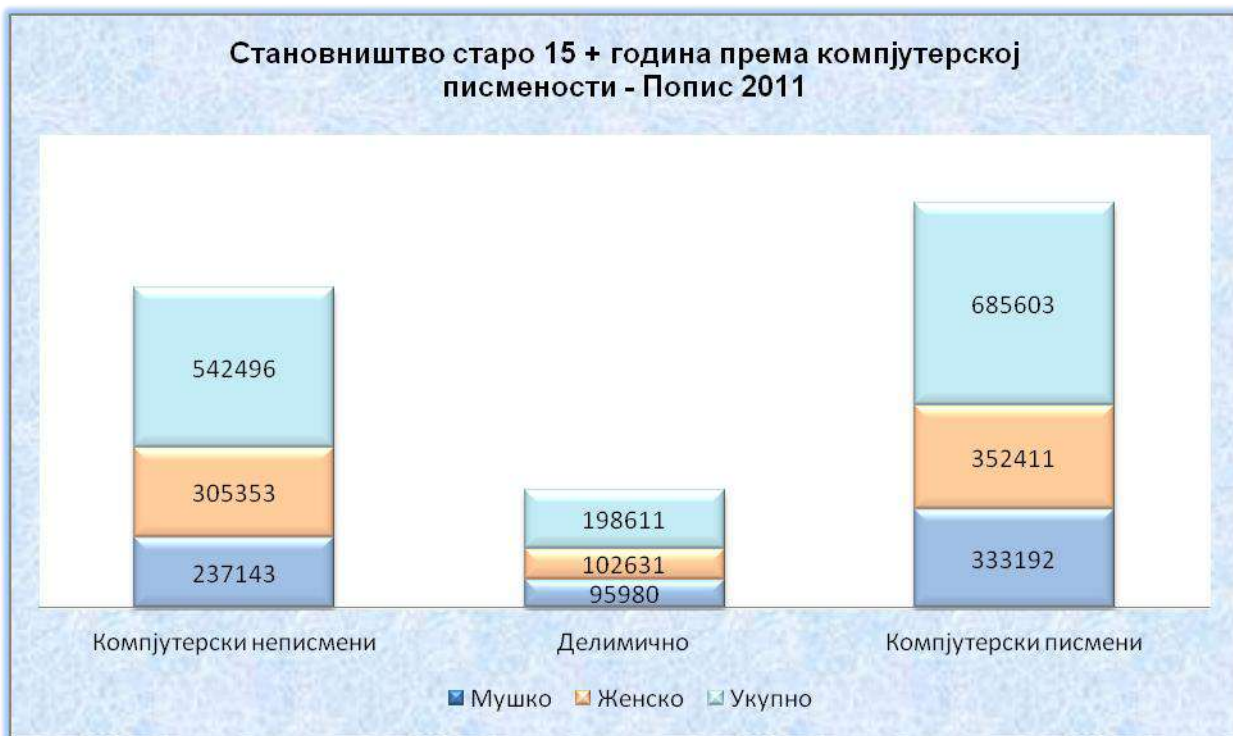 Становништво старо 15 + година према компјутерској
писмености - Попис 2011
542496
305353
237143
198611
102631
95980
685603
352411
333192
Компјутерски неписмени
Делимично
Компјутерски писмени
Мушко
Женско
Укупно